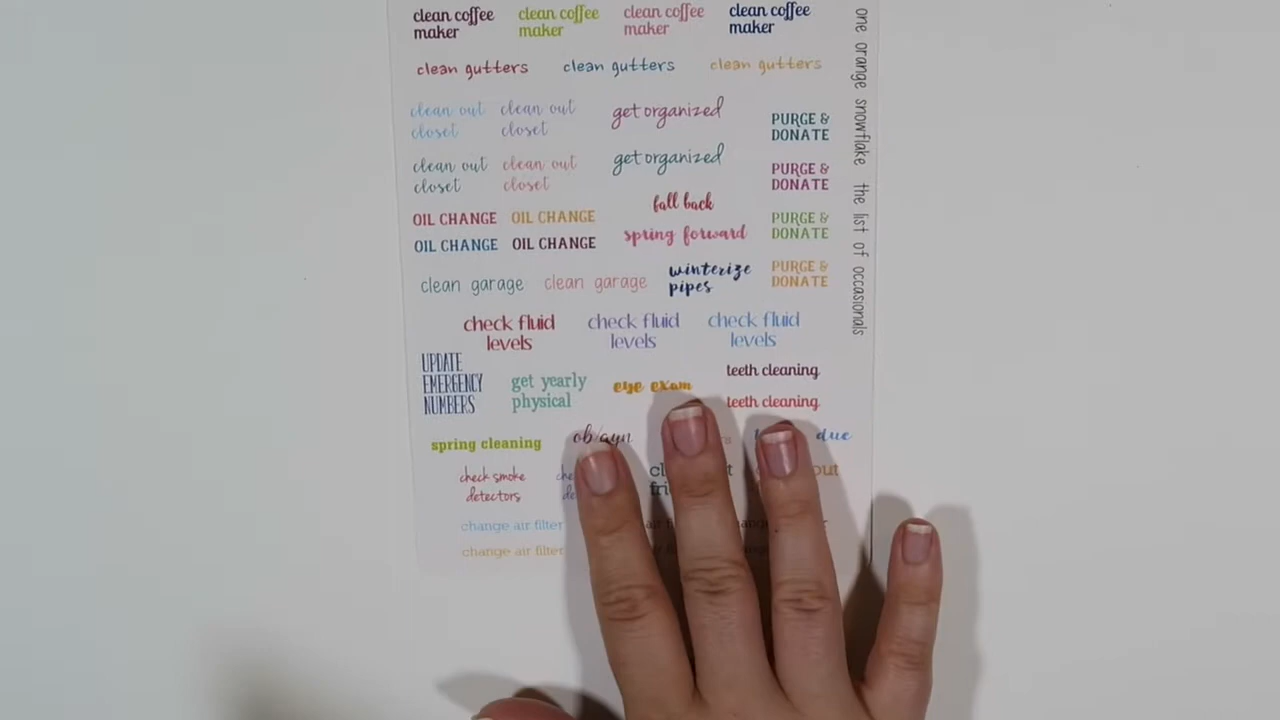 clean coffee
maker
clean coffee
maker
clean coffee
maker
clean coffee
maker
clean gutters
clean gutters
clean gutters
clean out
closet
clean out
closet
get organized
PURGE &
DONATE
clean out
closet
clean out
closet
get organized
PURGE &
DONATE
fall back
OIL CHANGE
OIL CHANGE
spring forward
PURGE &
DONATE
OIL CHANGE
OIL CHANGE
clean garage
clean garage
winterize
pipes
PURGE &
DONATE
check fluid
levels
check fluid
levels
check fluid
levels
UPDATE
EMERGENCY
NUMBERS
get yearly
physical
eye exam
teeth cleaning
teeth cleaning
spring cleaning
ob/gyn
due
check smoke
detectors
out
change air filter
air filter
change air filter
one orange snowflake the list of occasionals